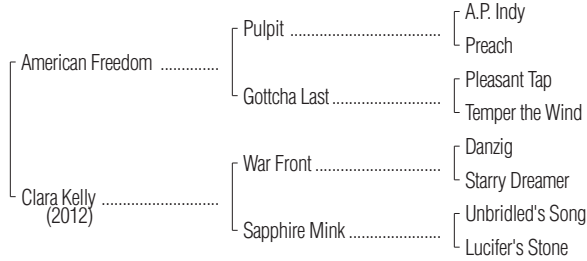 A.P. Indy
Pulpit
Preach
American Freedom
Pleasant Tap
Gottcha Last
Temper the Wind
Danzig
War Front
Starry Dreamer
Clara Kelly
(2012)
Unbridled's Song
Sapphire Mink
Lucifer's Stone